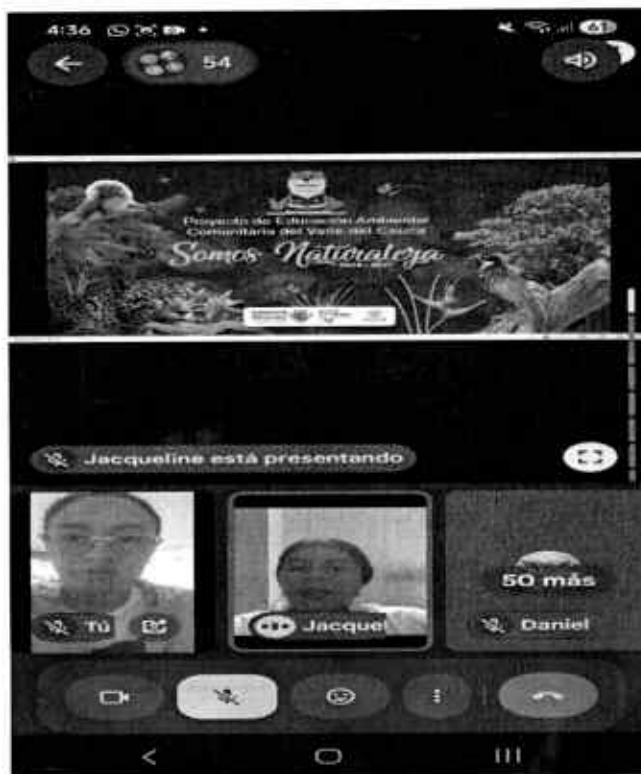 4:36
61
54
Proyecto de Educación Ambiental
Comunitaria del Valle del Cauca
Somos Naturaleza
Jacqueline está presentando
Tú
Jacquel
50 más
Daniel